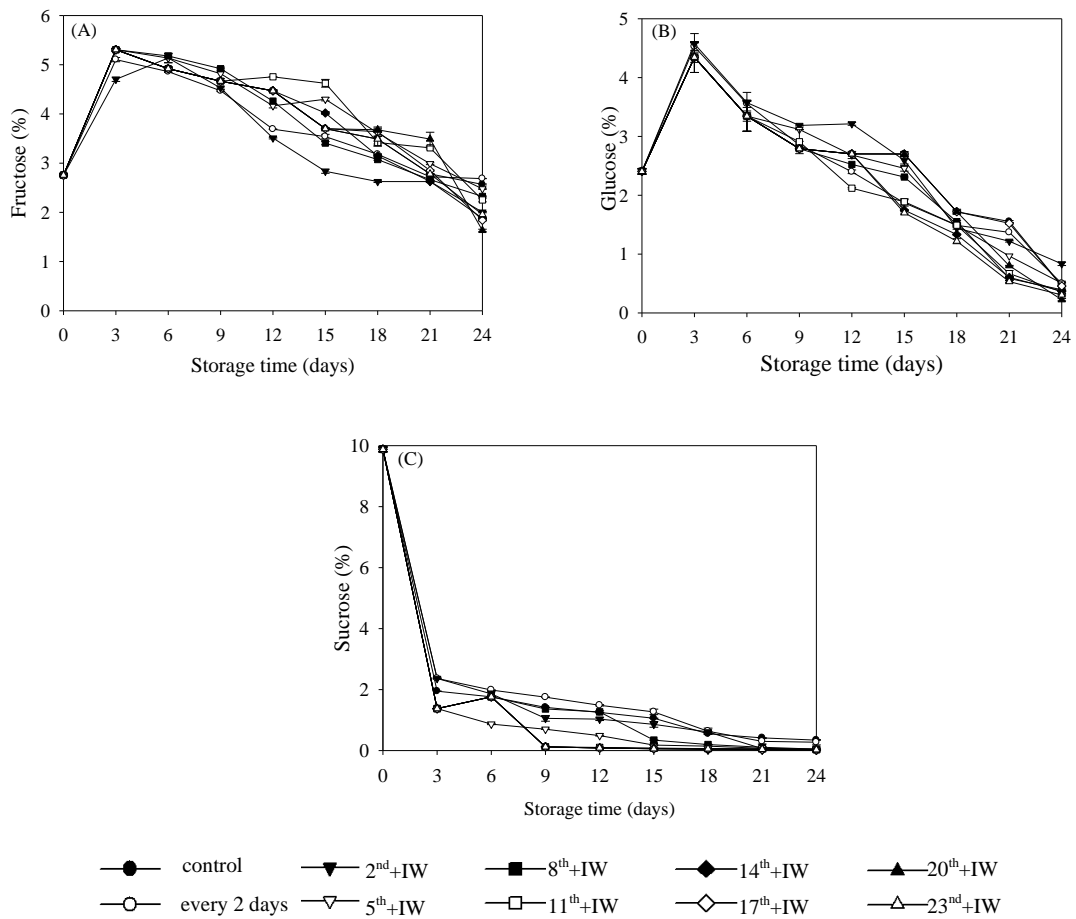 (A)
6
5
4
3
2
1
0
Fructose (%)
0 3 6 9 12 15 18 21 24
Storage time (days)
(B)
5
4
3
2
1
0
Glucose (%)
0 3 6 9 12 15 18 21 24
Storage time (days)
(C)
10
8
6
4
2
0
Sucrose (%)
0 3 6 9 12 15 18 21 24
Storage time (days)
control 2nd+IW 8th+IW 14th+IW 20th+IW
every 2 days 5th+IW 11th+IW 17th+IW 23nd+IW